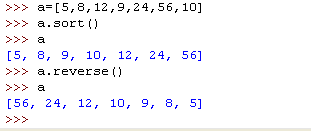 >>> a=[5,8,12,9,24,56,10]
>>> a.sort()
>>> a
[5, 8, 9, 10, 12, 24, 56]
>>> a.reverse()
>>> a
[56, 24, 12, 10, 9, 8, 5]
>>>